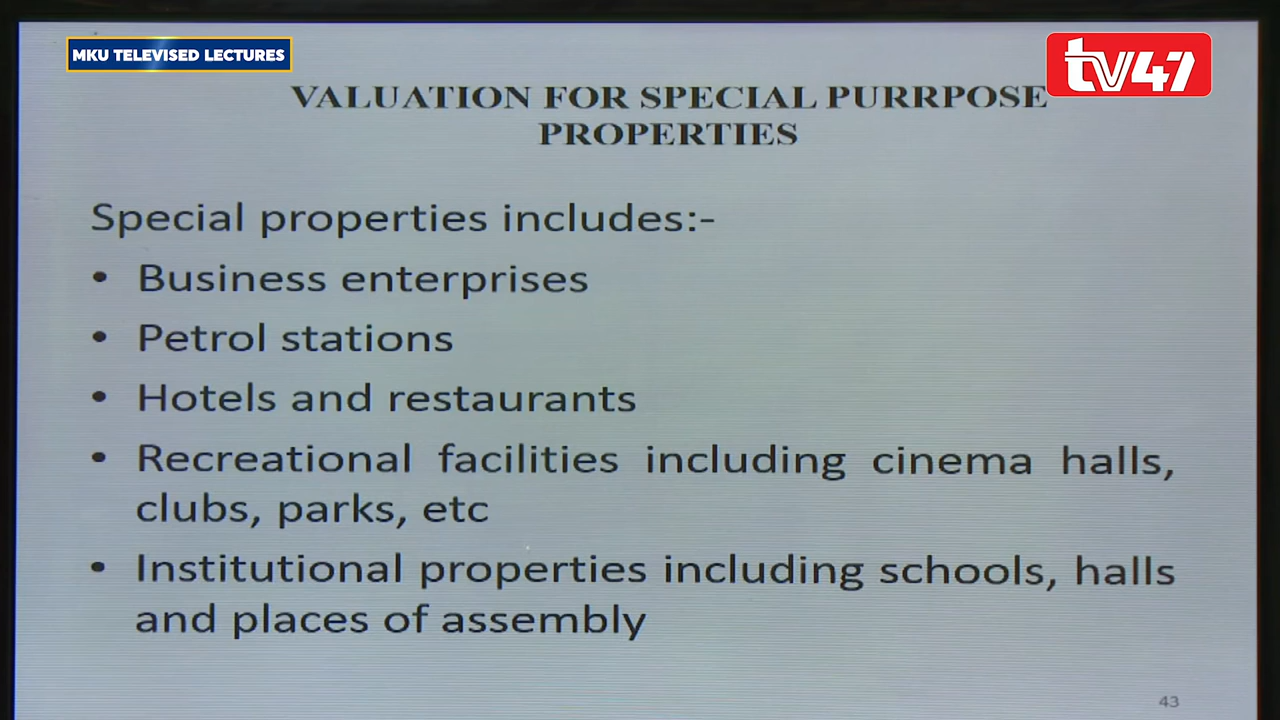 MKU TELEVISED LECTURES
tv47
VALUATION FOR SPECIAL PURRPOSE
PROPERTIES
Special properties includes:-
• Business enterprises
• Petrol stations
• Hotels and restaurants
• Recreational facilities including cinema halls,
clubs, parks, etc
• Institutional properties including schools, halls
and places of assembly
43